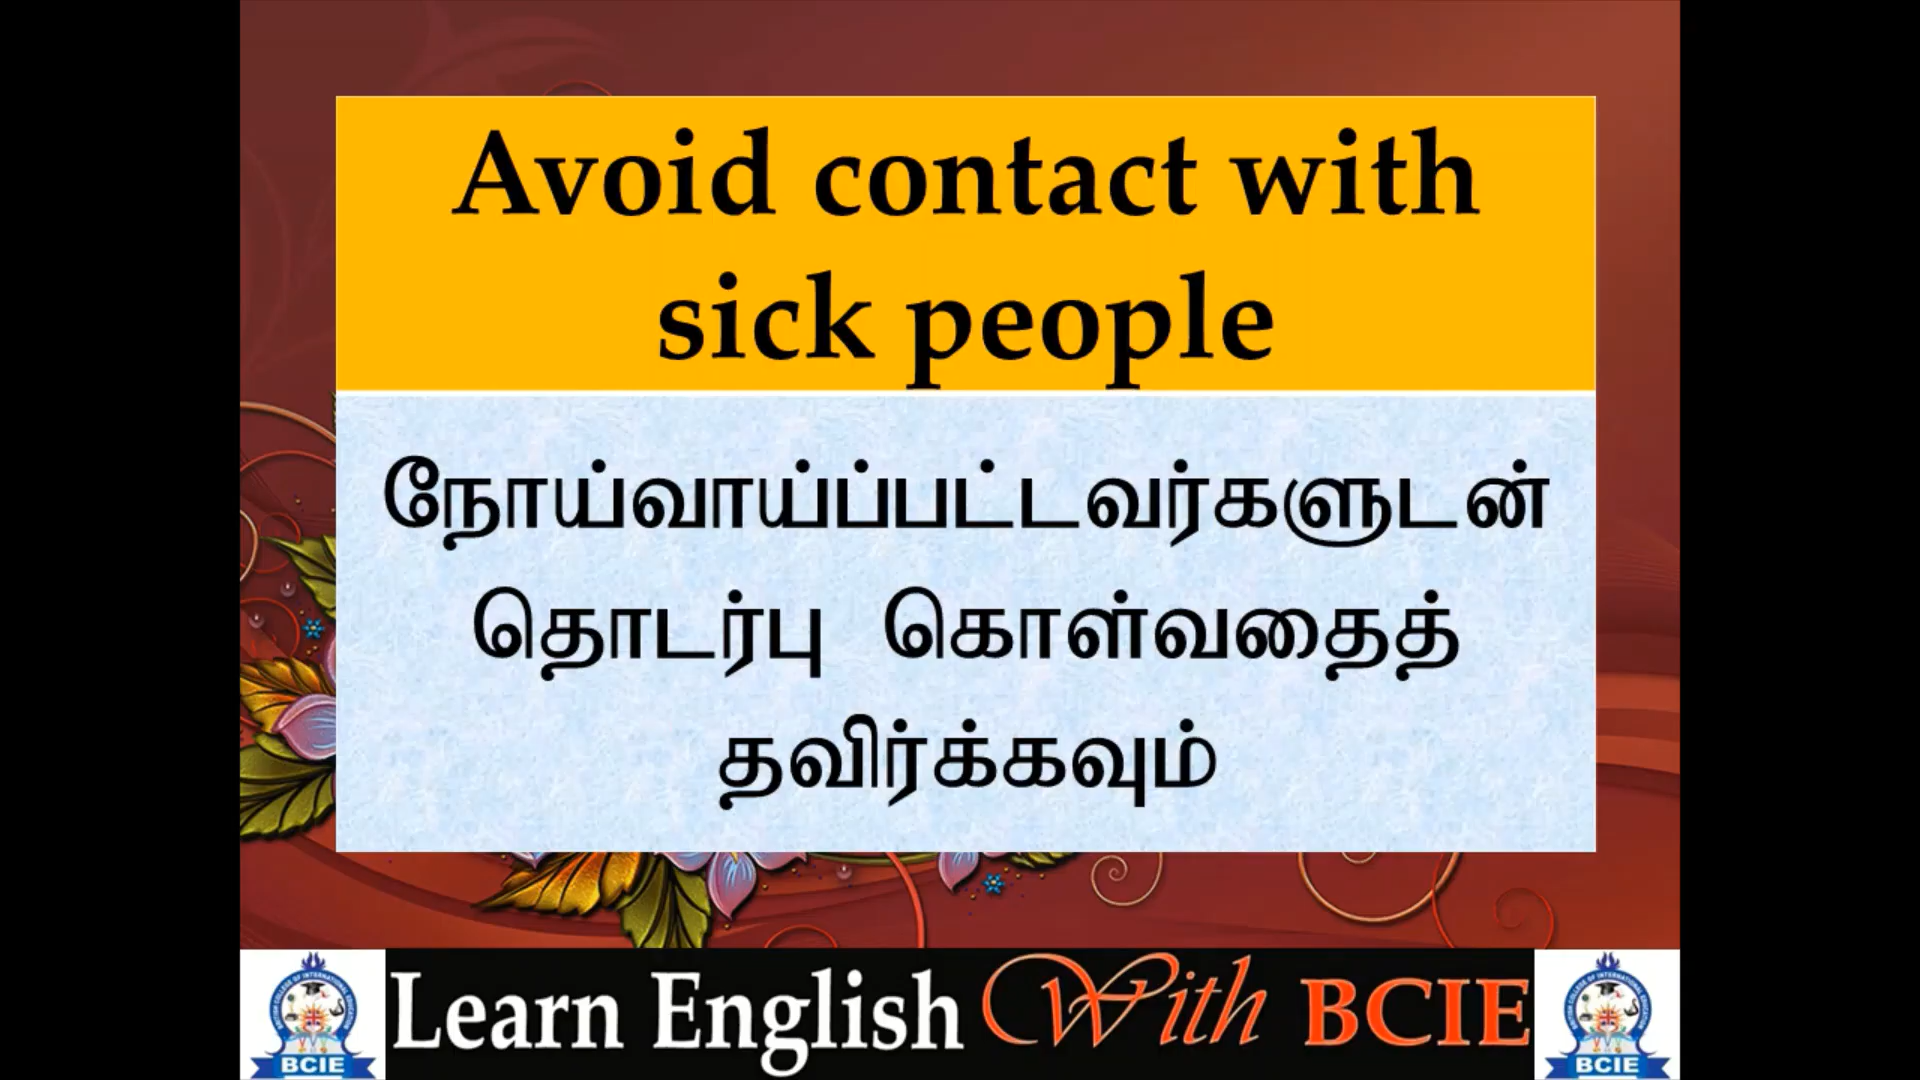 Avoid contact with
sick people
நோய்வாய்ப்பட்டவர்களுடன்
தொடர்பு கொள்வதைத்
தவிர்க்கவும்
Learn English With BCIE
BCIE
BCIE